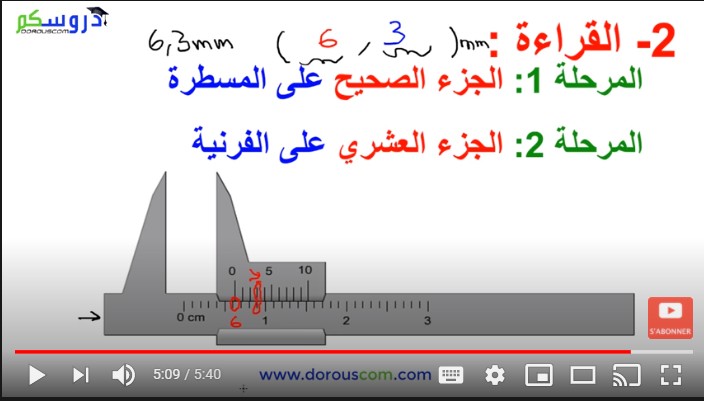 دروسكم
DOROUSCOM
2- القراءة :
6,3mm ( 6 , 3 )mm
المرحلة 1: الجزء الصحيح على المسطرة
المرحلة 2: الجزء العشري على الفرنية
0 5 10
0 cm 1 2 3
6
S'ABONNER
5:09 / 5:40
www.dorouscom.com